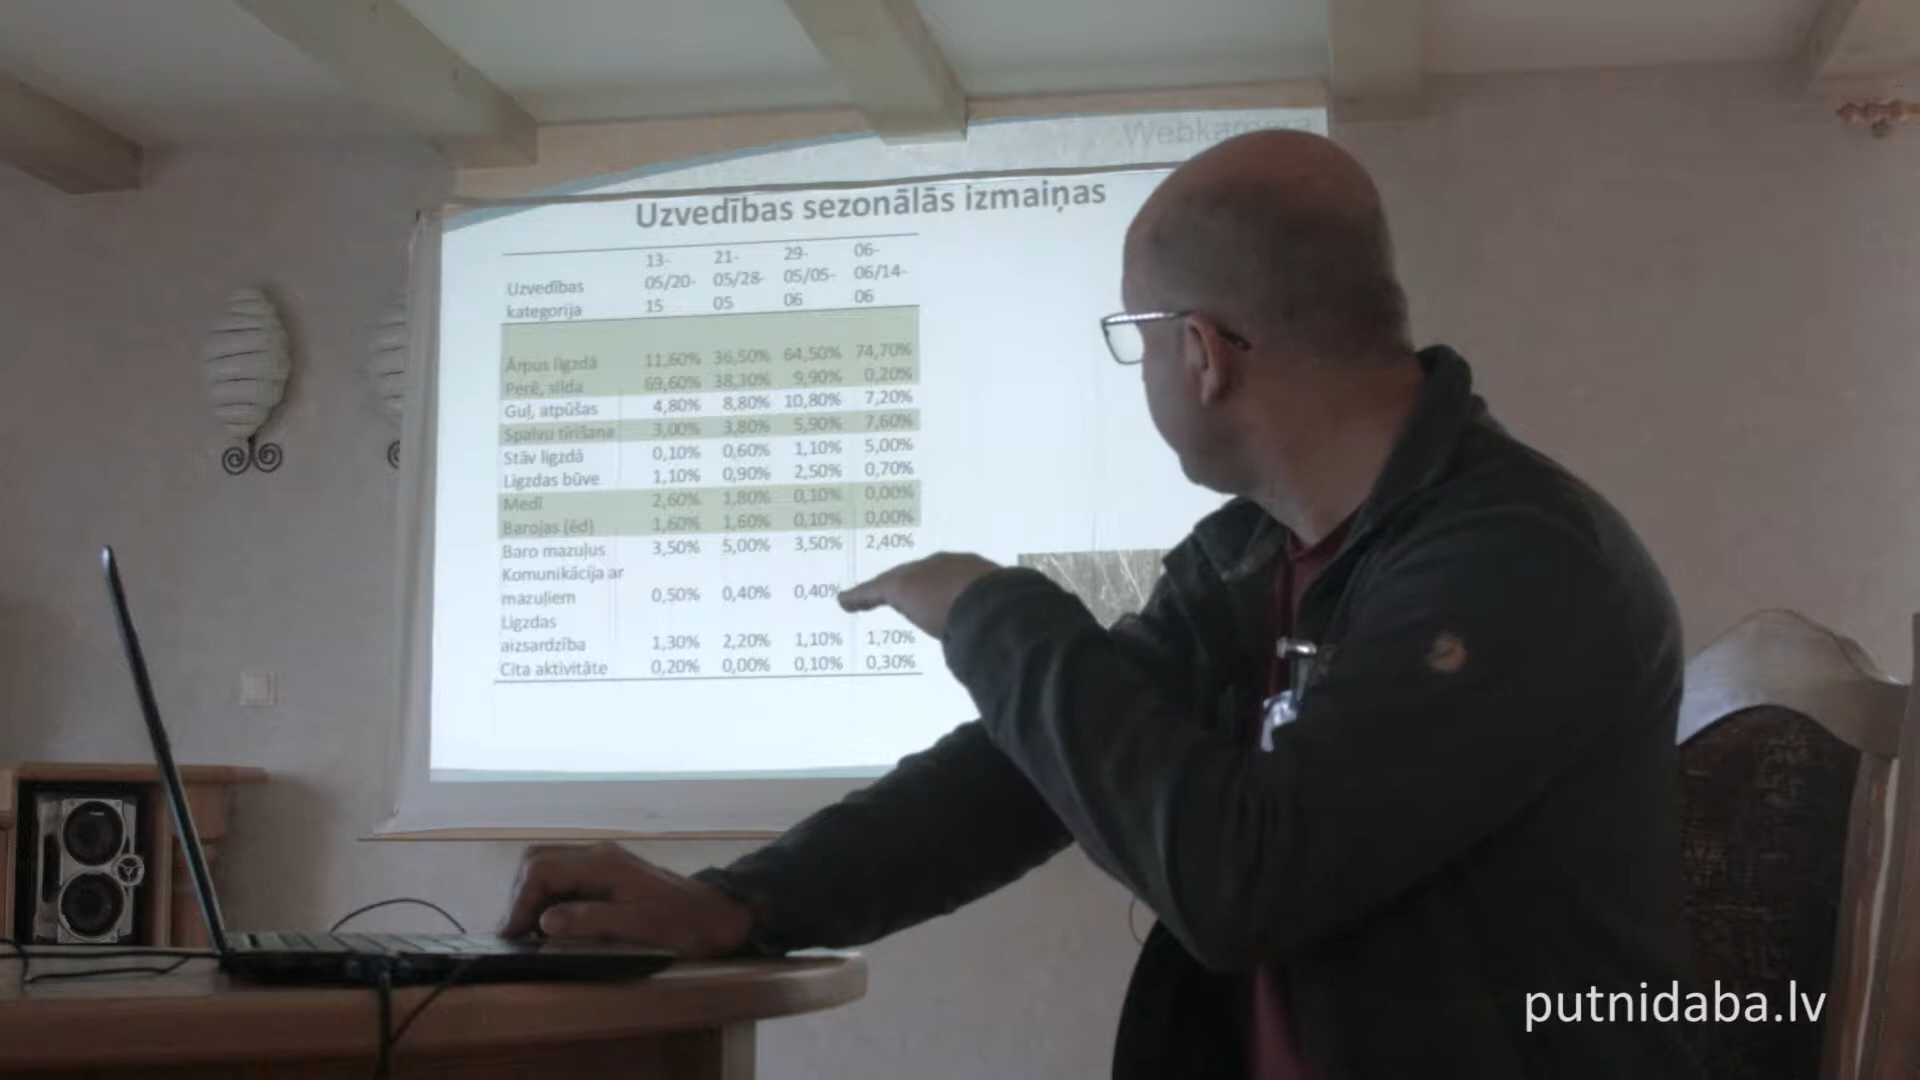 Webkamera
Uzvedības sezonālās izmaiņas
13- 21- 29- 06-
Uzvedības 05/20- 05/28- 05/05- 06/14-
kategorija 15 05 06 06
Ārpus ligzdā 11,60% 36,50% 64,50% 74,70%
Perē, silda 69,60% 38,30% 9,90% 0,20%
Guļ, atpūšas 4,80% 8,80% 10,80% 7,20%
Spalvu tīrīšana 3,00% 3,80% 5,90% 7,60%
Stāv ligzdā 0,10% 0,60% 1,10% 5,00%
Ligzdas būve 1,10% 0,90% 2,50% 0,70%
Medī 2,60% 1,80% 0,10% 0,00%
Barojas (ēd) 1,60% 1,60% 0,10% 0,00%
Baro mazuļus 3,50% 5,00% 3,50% 2,40%
Komunikācija ar
mazuļiem 0,50% 0,40% 0,40%
Ligzdas
aizsardzība 1,30% 2,20% 1,10% 1,70%
Cita aktivitāte 0,20% 0,00% 0,10% 0,30%
putnidaba.lv